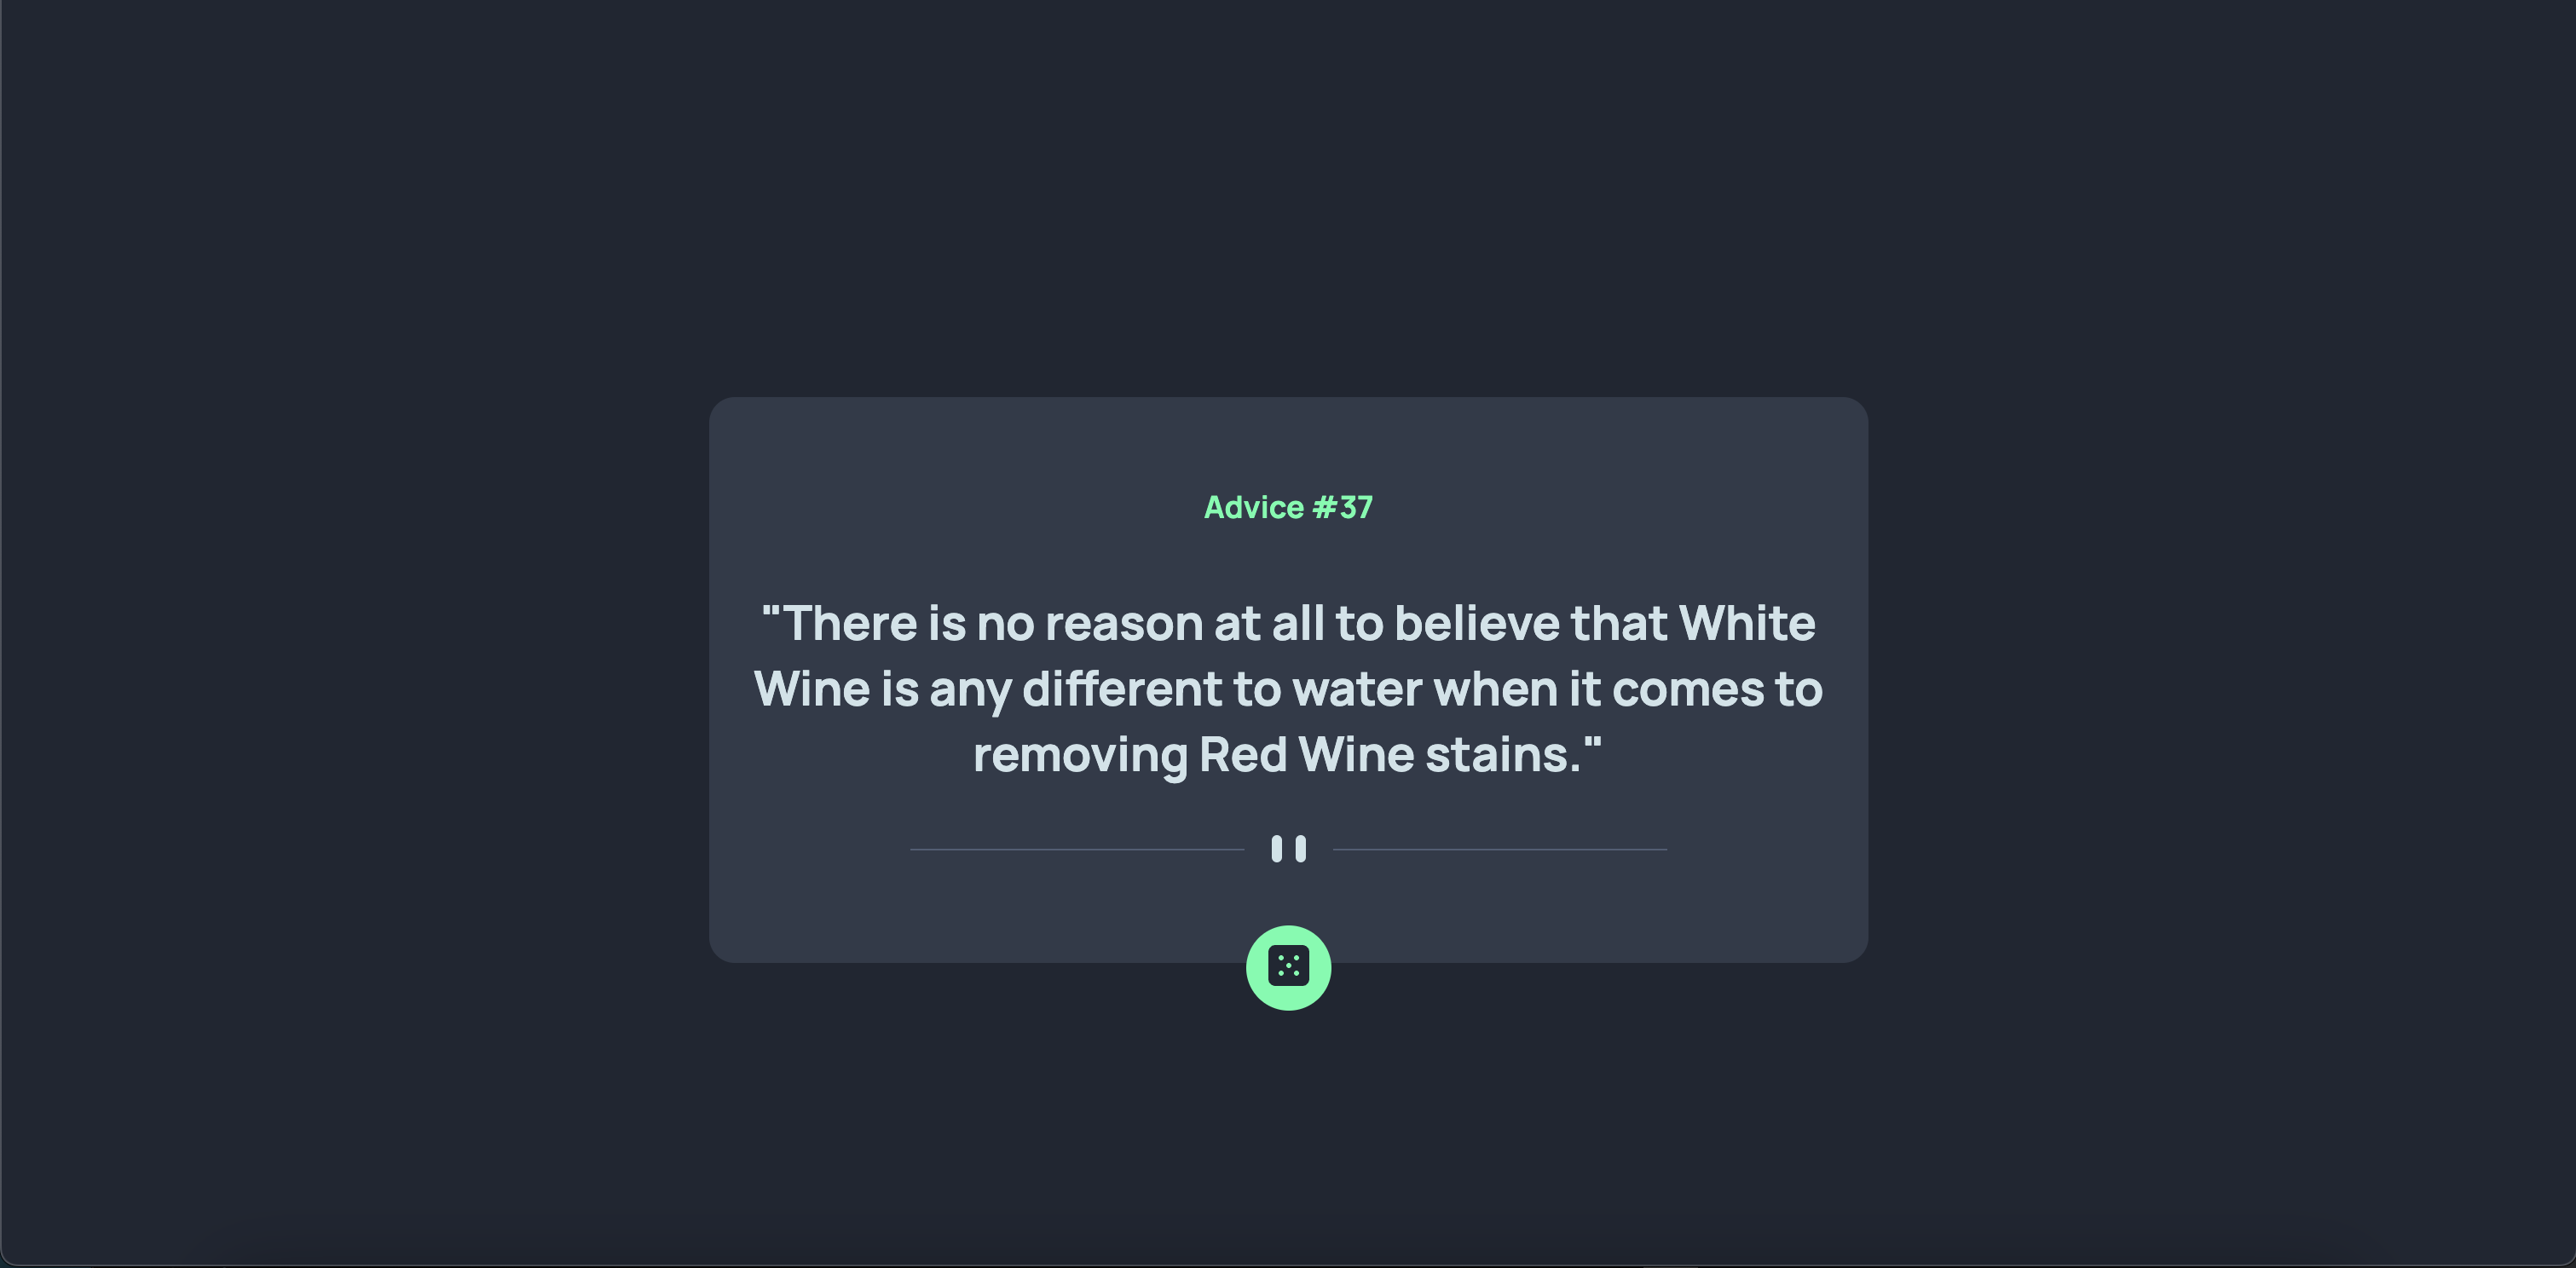 Advice #37
"There is no reason at all to believe that White
Wine is any different to water when it comes to
removing Red Wine stains."